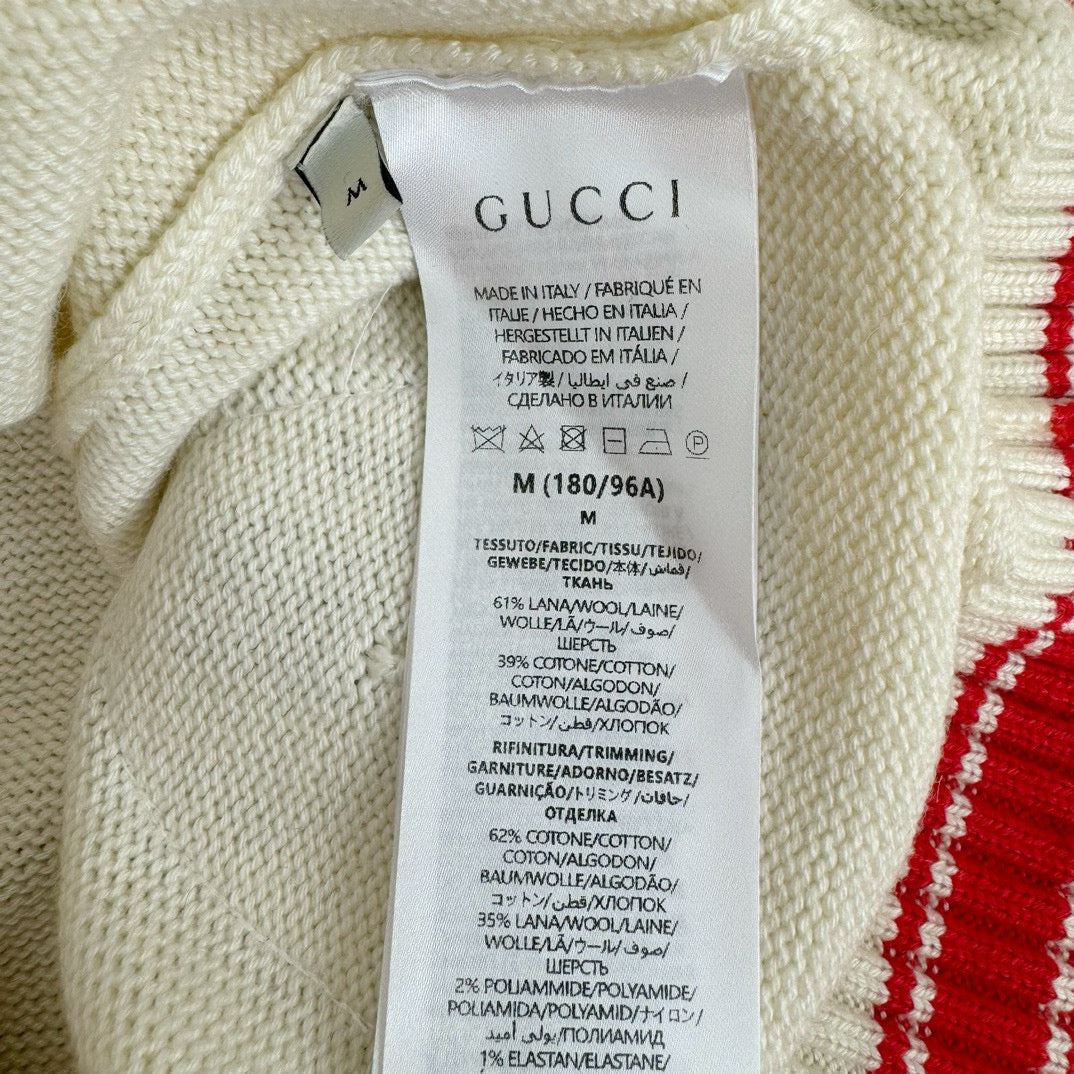 M
GUCCI
MADE IN ITALY / FABRIQUÉ EN
ITALIE / HECHO EN ITALIA /
HERGESTELLT IN ITALIEN /
FABRICADO EM ITÁLIA /
イタリア製 / صنع في ايطاليا /
СДЕЛАНО В ИТАЛИИ
P
M (180/96A)
M
TESSUTO/FABRIC/TISSU/TEJIDO/
GEWEBE/TECIDO/本体/قماش/
ТКАНЬ
61% LANA/WOOL/LAINE/
WOLLE/LÃ/ウール/صوف/
ШЕРСТЬ
39% COTONE/COTTON/
COTON/ALGODON/
BAUMWOLLE/ALGODÃO/
コットン/قطن/ХЛОПОК
RIFINITURA/TRIMMING/
GARNITURE/ADORNO/BESATZ/
GUARNIÇÃO/トリミング/حافات/
ОТДЕЛКА
62% COTONE/COTTON/
COTON/ALGODON/
BAUMWOLLE/ALGODÃO/
コットン/قطن/ХЛОПОК
35% LANA/WOOL/LAINE/
WOLLE/LÃ/ウール/صوف/
ШЕРСТЬ
2% POLIAMMIDE/POLYAMIDE/
POLIAMIDA/POLYAMID/ナイロン/
بولي أميد/ПОЛИАМИД
1% ELASTAN/ELASTANE/